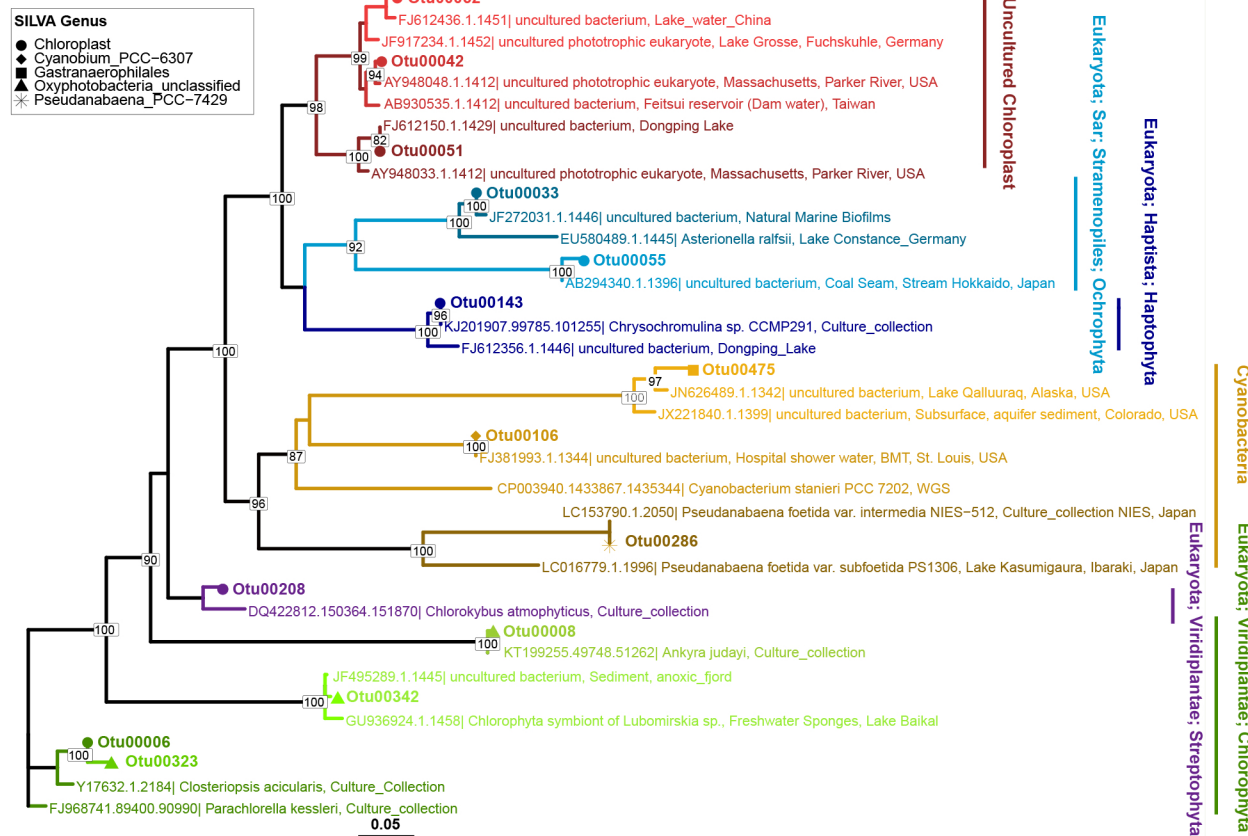 SILVA Genus
Chloroplast
Cyanobium_PCC−6307
Gastranaerophilales
Oxyphotobacteria_unclassified
Pseudanabaena_PCC−7429
FJ612436.1.1451| uncultured bacterium, Lake_water_China
JF917234.1.1452| uncultured phototrophic eukaryote, Lake Grosse, Fuchskuhle, Germany
99
Otu00042
94
AY948048.1.1412| uncultured phototrophic eukaryote, Massachusetts, Parker River, USA
98
AB930535.1.1412| uncultured bacterium, Feitsui reservoir (Dam water), Taiwan
FJ612150.1.1429| uncultured bacterium, Dongping Lake
82
Otu00051
100
AY948033.1.1412| uncultured phototrophic eukaryote, Massachusetts, Parker River, USA
Uncultured Chloroplast
100
Otu00033
100
JF272031.1.1446| uncultured bacterium, Natural Marine Biofilms
100
EU580489.1.1445| Asterionella ralfsii, Lake Constance_Germany
92
Otu00055
100
AB294340.1.1396| uncultured bacterium, Coal Seam, Stream Hokkaido, Japan
Eukaryota; Sar; Stramenopiles; Ochrophyta
Otu00143
96
KJ201907.99785.101255| Chrysochromulina sp. CCMP291, Culture_collection
100
FJ612356.1.1446| uncultured bacterium, Dongping_Lake
Eukaryota; Haptista; Haptophyta
100
Otu00475
97
JN626489.1.1342| uncultured bacterium, Lake Qalluuraq, Alaska, USA
100
JX221840.1.1399| uncultured bacterium, Subsurface, aquifer sediment, Colorado, USA
Otu00106
100
FJ381993.1.1344| uncultured bacterium, Hospital shower water, BMT, St. Louis, USA
87
CP003940.1433867.1435344| Cyanobacterium stanieri PCC 7202, WGS
96
LC153790.1.2050| Pseudanabaena foetida var. intermedia NIES−512, Culture_collection NIES, Japan
Otu00286
100
LC016779.1.1996| Pseudanabaena foetida var. subfoetida PS1306, Lake Kasumigaura, Ibaraki, Japan
Cyanobacteria
90
Otu00208
DQ422812.150364.151870| Chlorokybus atmophyticus, Culture_collection
Eukaryota; Viridiplantae; Streptophyta
100
Otu00008
100
KT199255.49748.51262| Ankyra judayi, Culture_collection
JF495289.1.1445| uncultured bacterium, Sediment, anoxic_fjord
Otu00342
100
GU936924.1.1458| Chlorophyta symbiont of Lubomirskia sp., Freshwater Sponges, Lake Baikal
Otu00006
100
Otu00323
Y17632.1.2184| Closteriopsis acicularis, Culture_Collection
FJ968741.89400.90990| Parachlorella kessleri, Culture_collection
Eukaryota; Viridiplantae; Chlorophyta
0.05